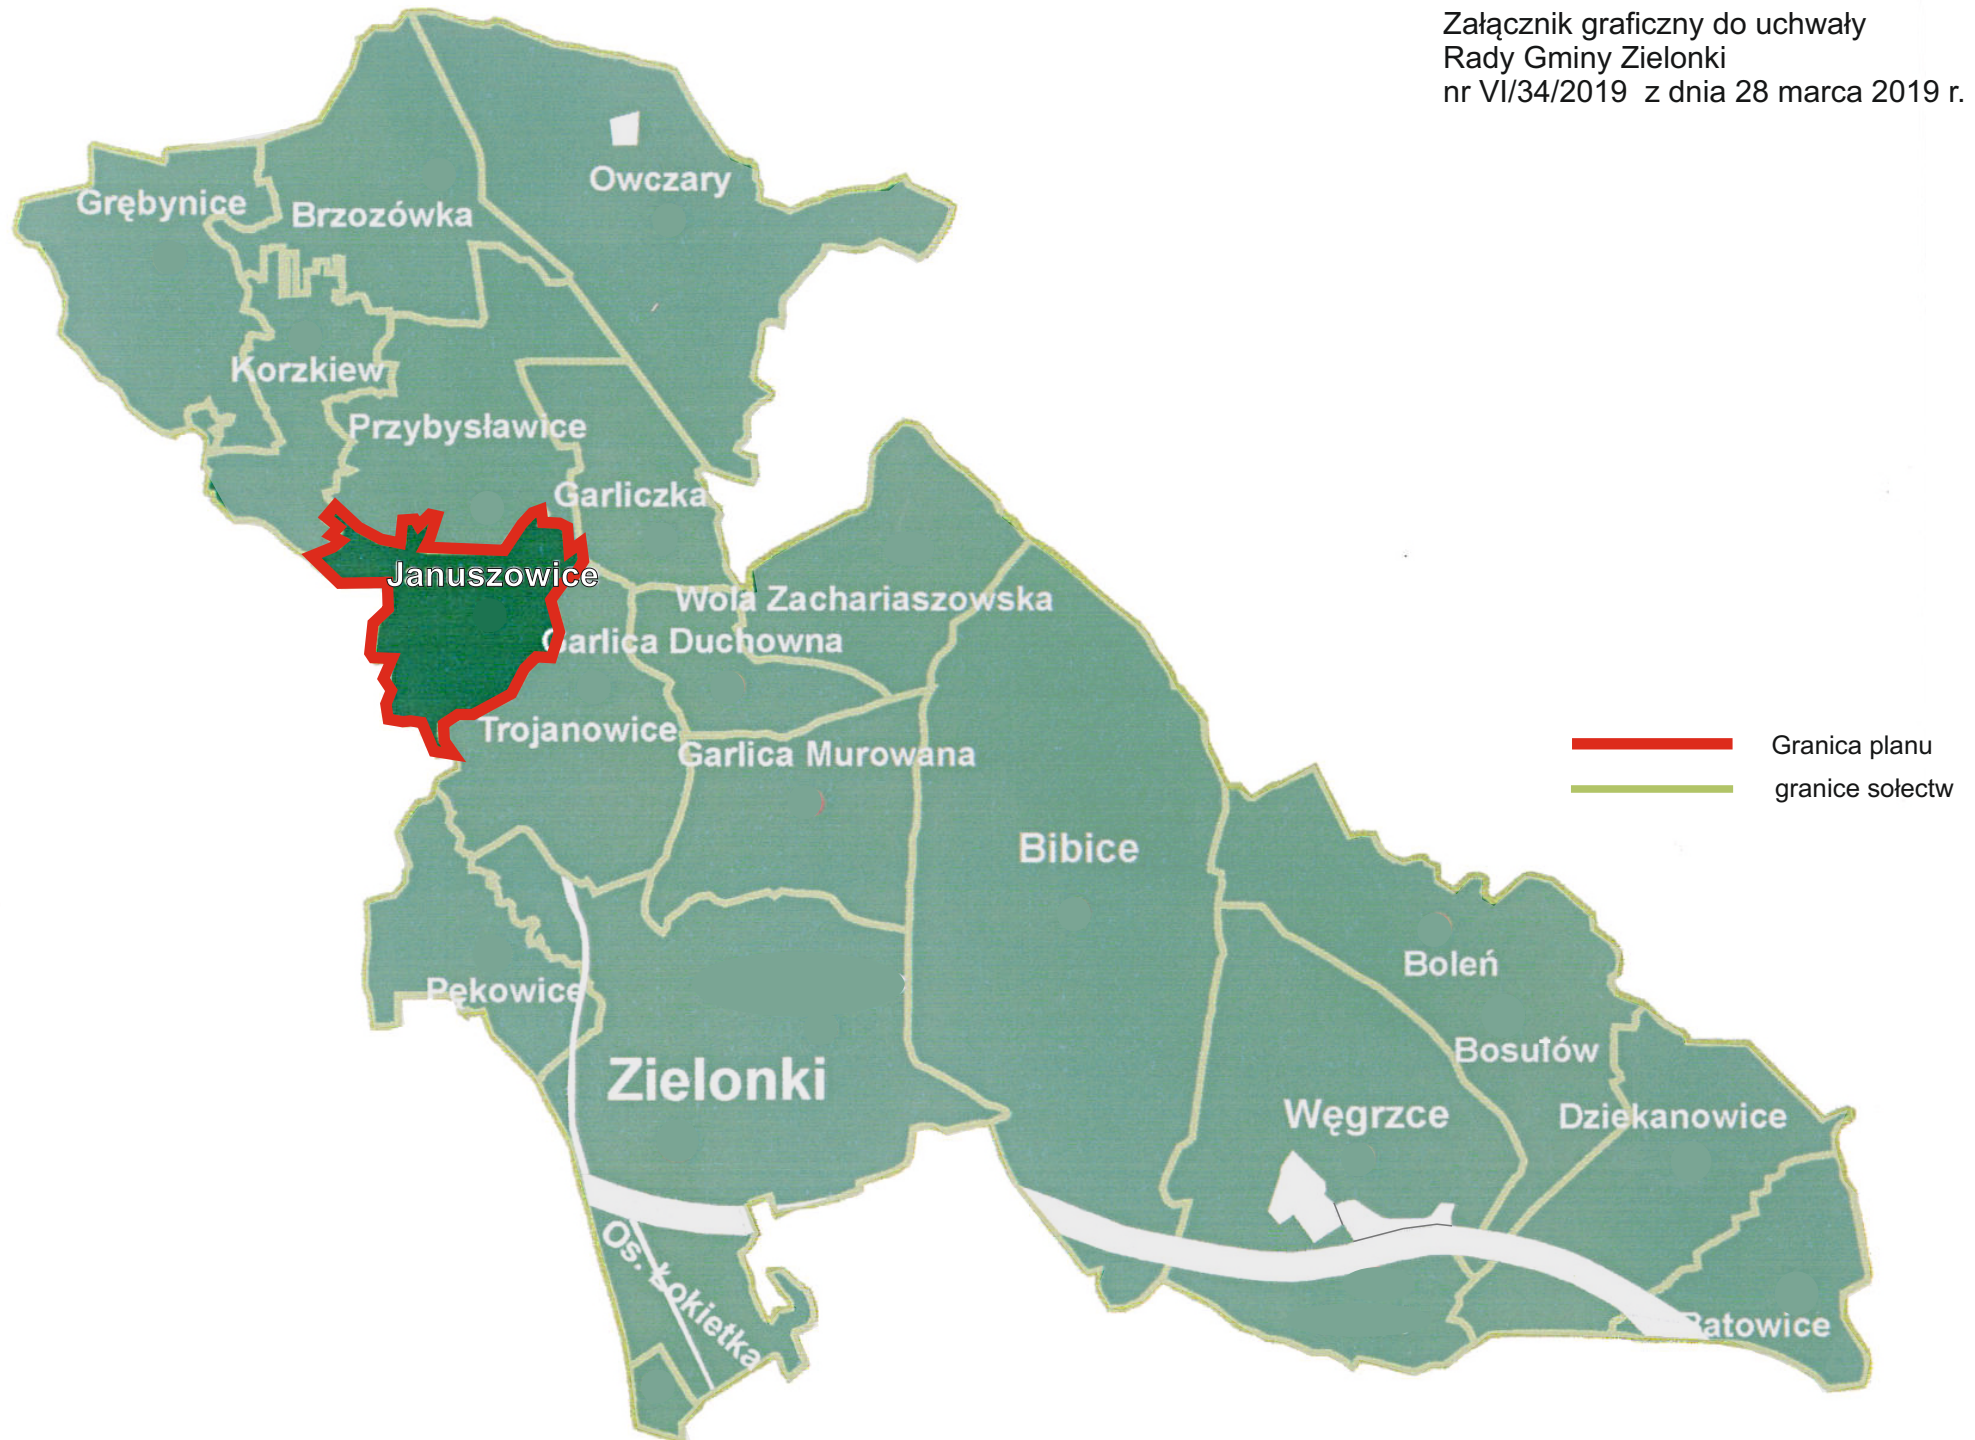 Załącznik graficzny do uchwały
Rady Gminy Zielonki
nr VI/34/2019 z dnia 28 marca 2019 r.
Owczary
Grębynice
Brzozówka
Korzkiew
Przybysławice
Garliczka
Januszowice
Wola Zachariaszowska
Garlica Duchowna
Trojanowice
Garlica Murowana
Granica planu
granice sołectw
Bibice
Boleń
Pękowice
Bosutów
Zielonki
Węgrzce
Dziekanowice
Os. Łokietka
Batowice